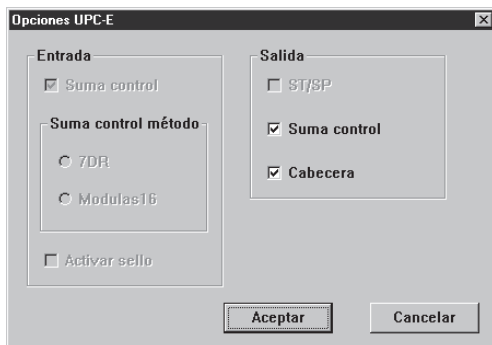 Opciones UPC-E
Entrada
Suma control
Suma control método
7DR
Modulas16
Activar sello
Salida
ST/SP
Suma control
Cabecera
Aceptar
Cancelar